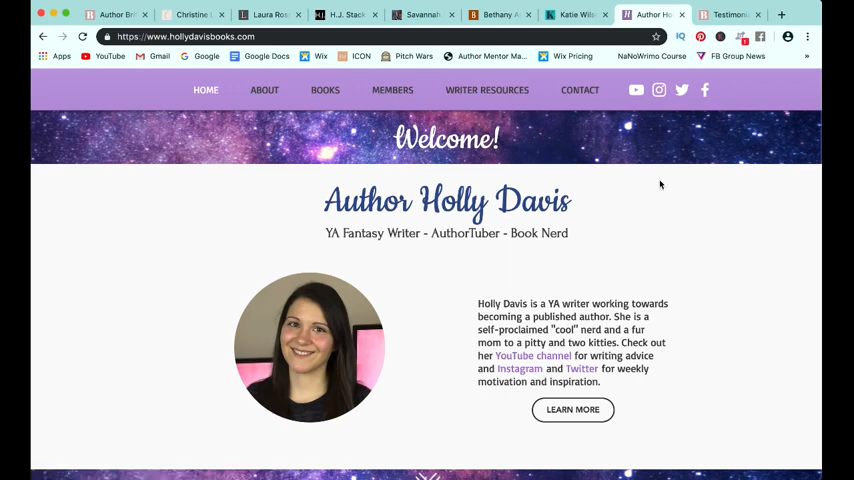 Author Bri
Christine L
Laura Ros
H.J. Stack
Savannah
Bethany A
Katie Wils
Author Ho
Testimoni
https://www.hollydavisbooks.com
Apps
YouTube
Gmail
Google
Google Docs
Wix
ICON
Pitch Wars
Author Mentor Ma...
Wix Pricing
NaNoWrimo Course
FB Group News
»
HOME
ABOUT
BOOKS
MEMBERS
WRITER RESOURCES
CONTACT
Welcome!
Author Holly Davis
YA Fantasy Writer - AuthorTuber - Book Nerd
Holly Davis is a YA writer working towards
becoming a published author. She is a
self-proclaimed "cool" nerd and a fur
mom to a pitty and two kitties. Check out
her YouTube channel for writing advice
and Instagram and Twitter for weekly
motivation and inspiration.
LEARN MORE